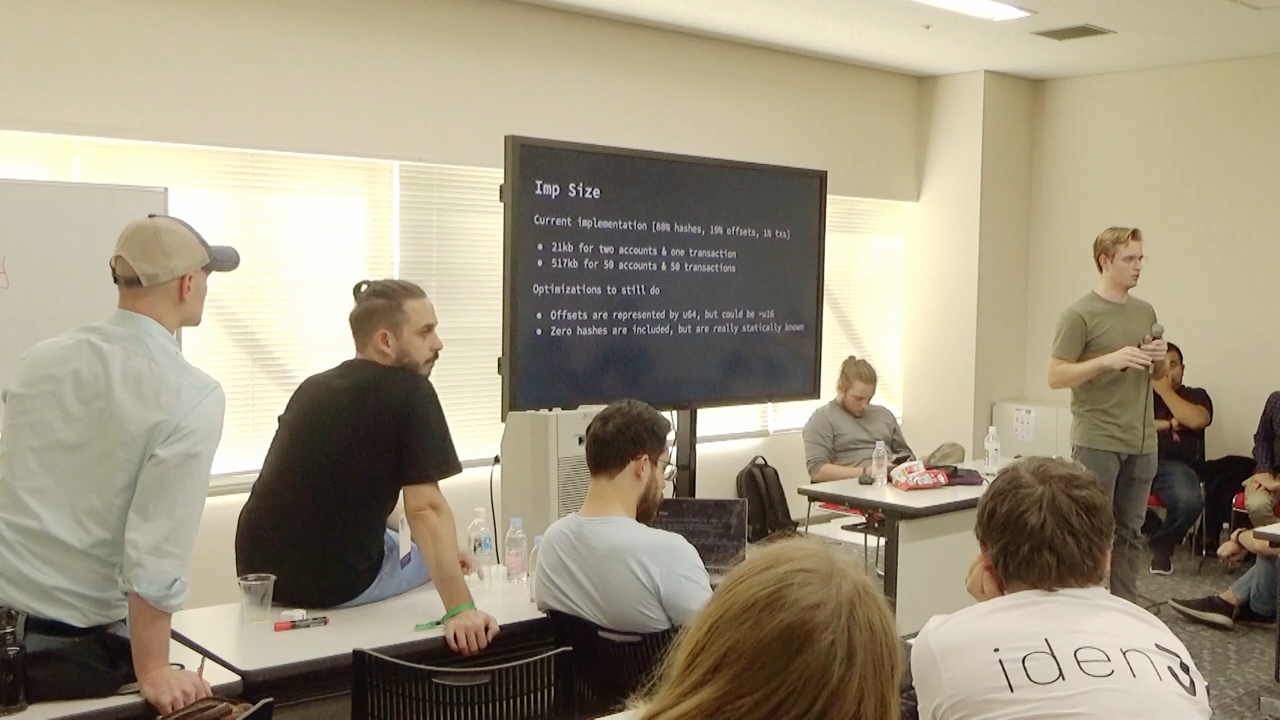 Imp Size
Current implementation [80% hashes, 19% offsets, 1% txs]
● 21kb for two accounts & one transaction
● 517kb for 50 accounts & 50 transactions
Optimizations to still do
● Offsets are represented by u64, but could be ~u16
● Zero hashes are included, but are really statically known
iden3